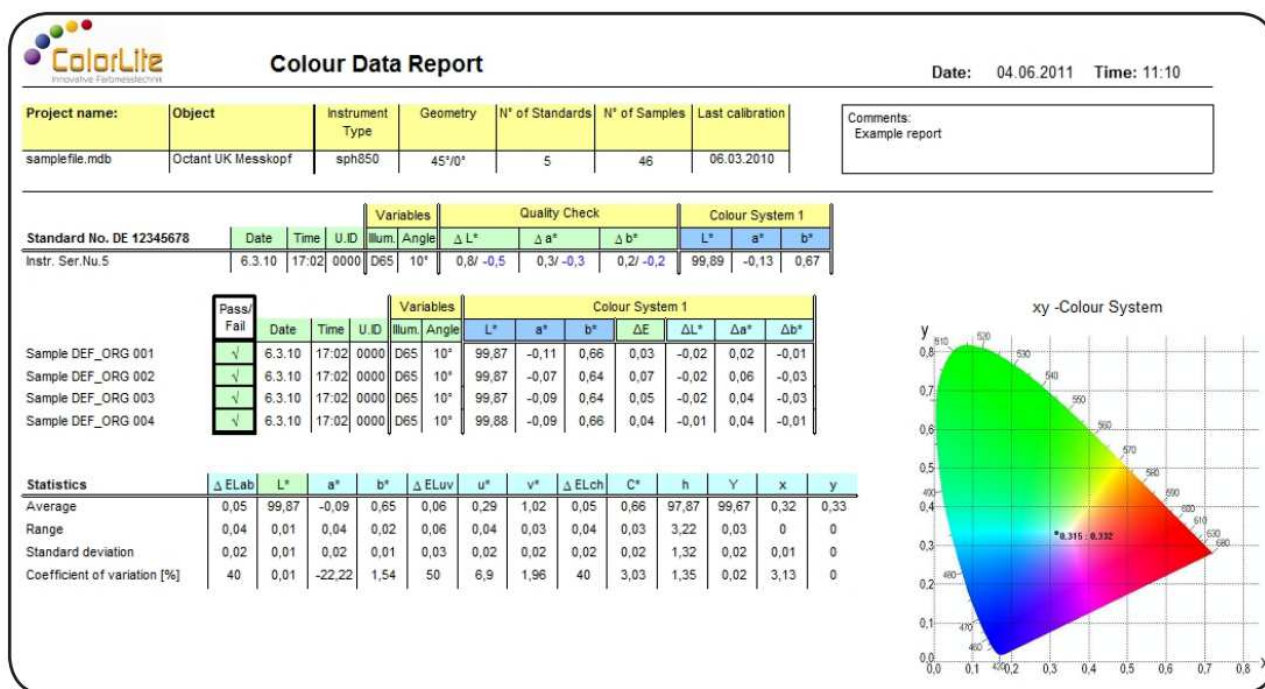 ColorLite
Innovative Farbmesstechnik
Colour Data Report
Date: 04.06.2011 Time: 11:10
Project name: Object Instrument Type Geometry N° of Standards N° of Samples Last calibration
samplefile.mdb Octant UK Messkopf sph850 45°/0° 5 46 06.03.2010
Comments:
Example report
Variables Quality Check Colour System 1
Standard No. DE 12345678 Date Time U.ID Illum. Angle Δ L* Δ a* Δ b* L* a* b*
Instr. Ser.Nu.5 6.3.10 17:02 0000 D65 10° 0,8/ -0,5 0,3/ -0,3 0,2/ -0,2 99,89 -0,13 0,67
Variables Colour System 1
Pass/ Fail Date Time U.ID Illum. Angle L* a* b* ΔE ΔL* Δa* Δb*
Sample DEF_ORG 001 √ 6.3.10 17:02 0000 D65 10° 99,87 -0,11 0,66 0,03 -0,02 0,02 -0,01
Sample DEF_ORG 002 √ 6.3.10 17:02 0000 D65 10° 99,87 -0,07 0,64 0,07 -0,02 0,06 -0,03
Sample DEF_ORG 003 √ 6.3.10 17:02 0000 D65 10° 99,87 -0,09 0,64 0,05 -0,02 0,04 -0,03
Sample DEF_ORG 004 √ 6.3.10 17:02 0000 D65 10° 99,88 -0,09 0,66 0,04 -0,01 0,04 -0,01
Statistics Δ ELab L* a* b* Δ ELuv u* v* Δ ELch C* h Y x y
Average 0,05 99,87 -0,09 0,65 0,06 0,29 1,02 0,05 0,66 97,87 99,67 0,32 0,33
Range 0,04 0,01 0,04 0,02 0,06 0,04 0,03 0,04 0,03 3,22 0,03 0 0
Standard deviation 0,02 0,01 0,02 0,01 0,03 0,02 0,02 0,02 0,02 1,32 0,02 0,01 0
Coefficient of variation [%] 40 0,01 -22,22 1,54 50 6,9 1,96 40 3,03 1,35 0,02 3,13 0
xy -Colour System
y
0,8
0,7
0,6
0,5
0,4
0,3
0,2
0,1
0,0
510
520
530
540
550
560
570
580
590
600
610
630
680
490
480
470
460
420
0,315 : 0,332
0,0 0,1 0,2 0,3 0,4 0,5 0,6 0,7 0,8 x